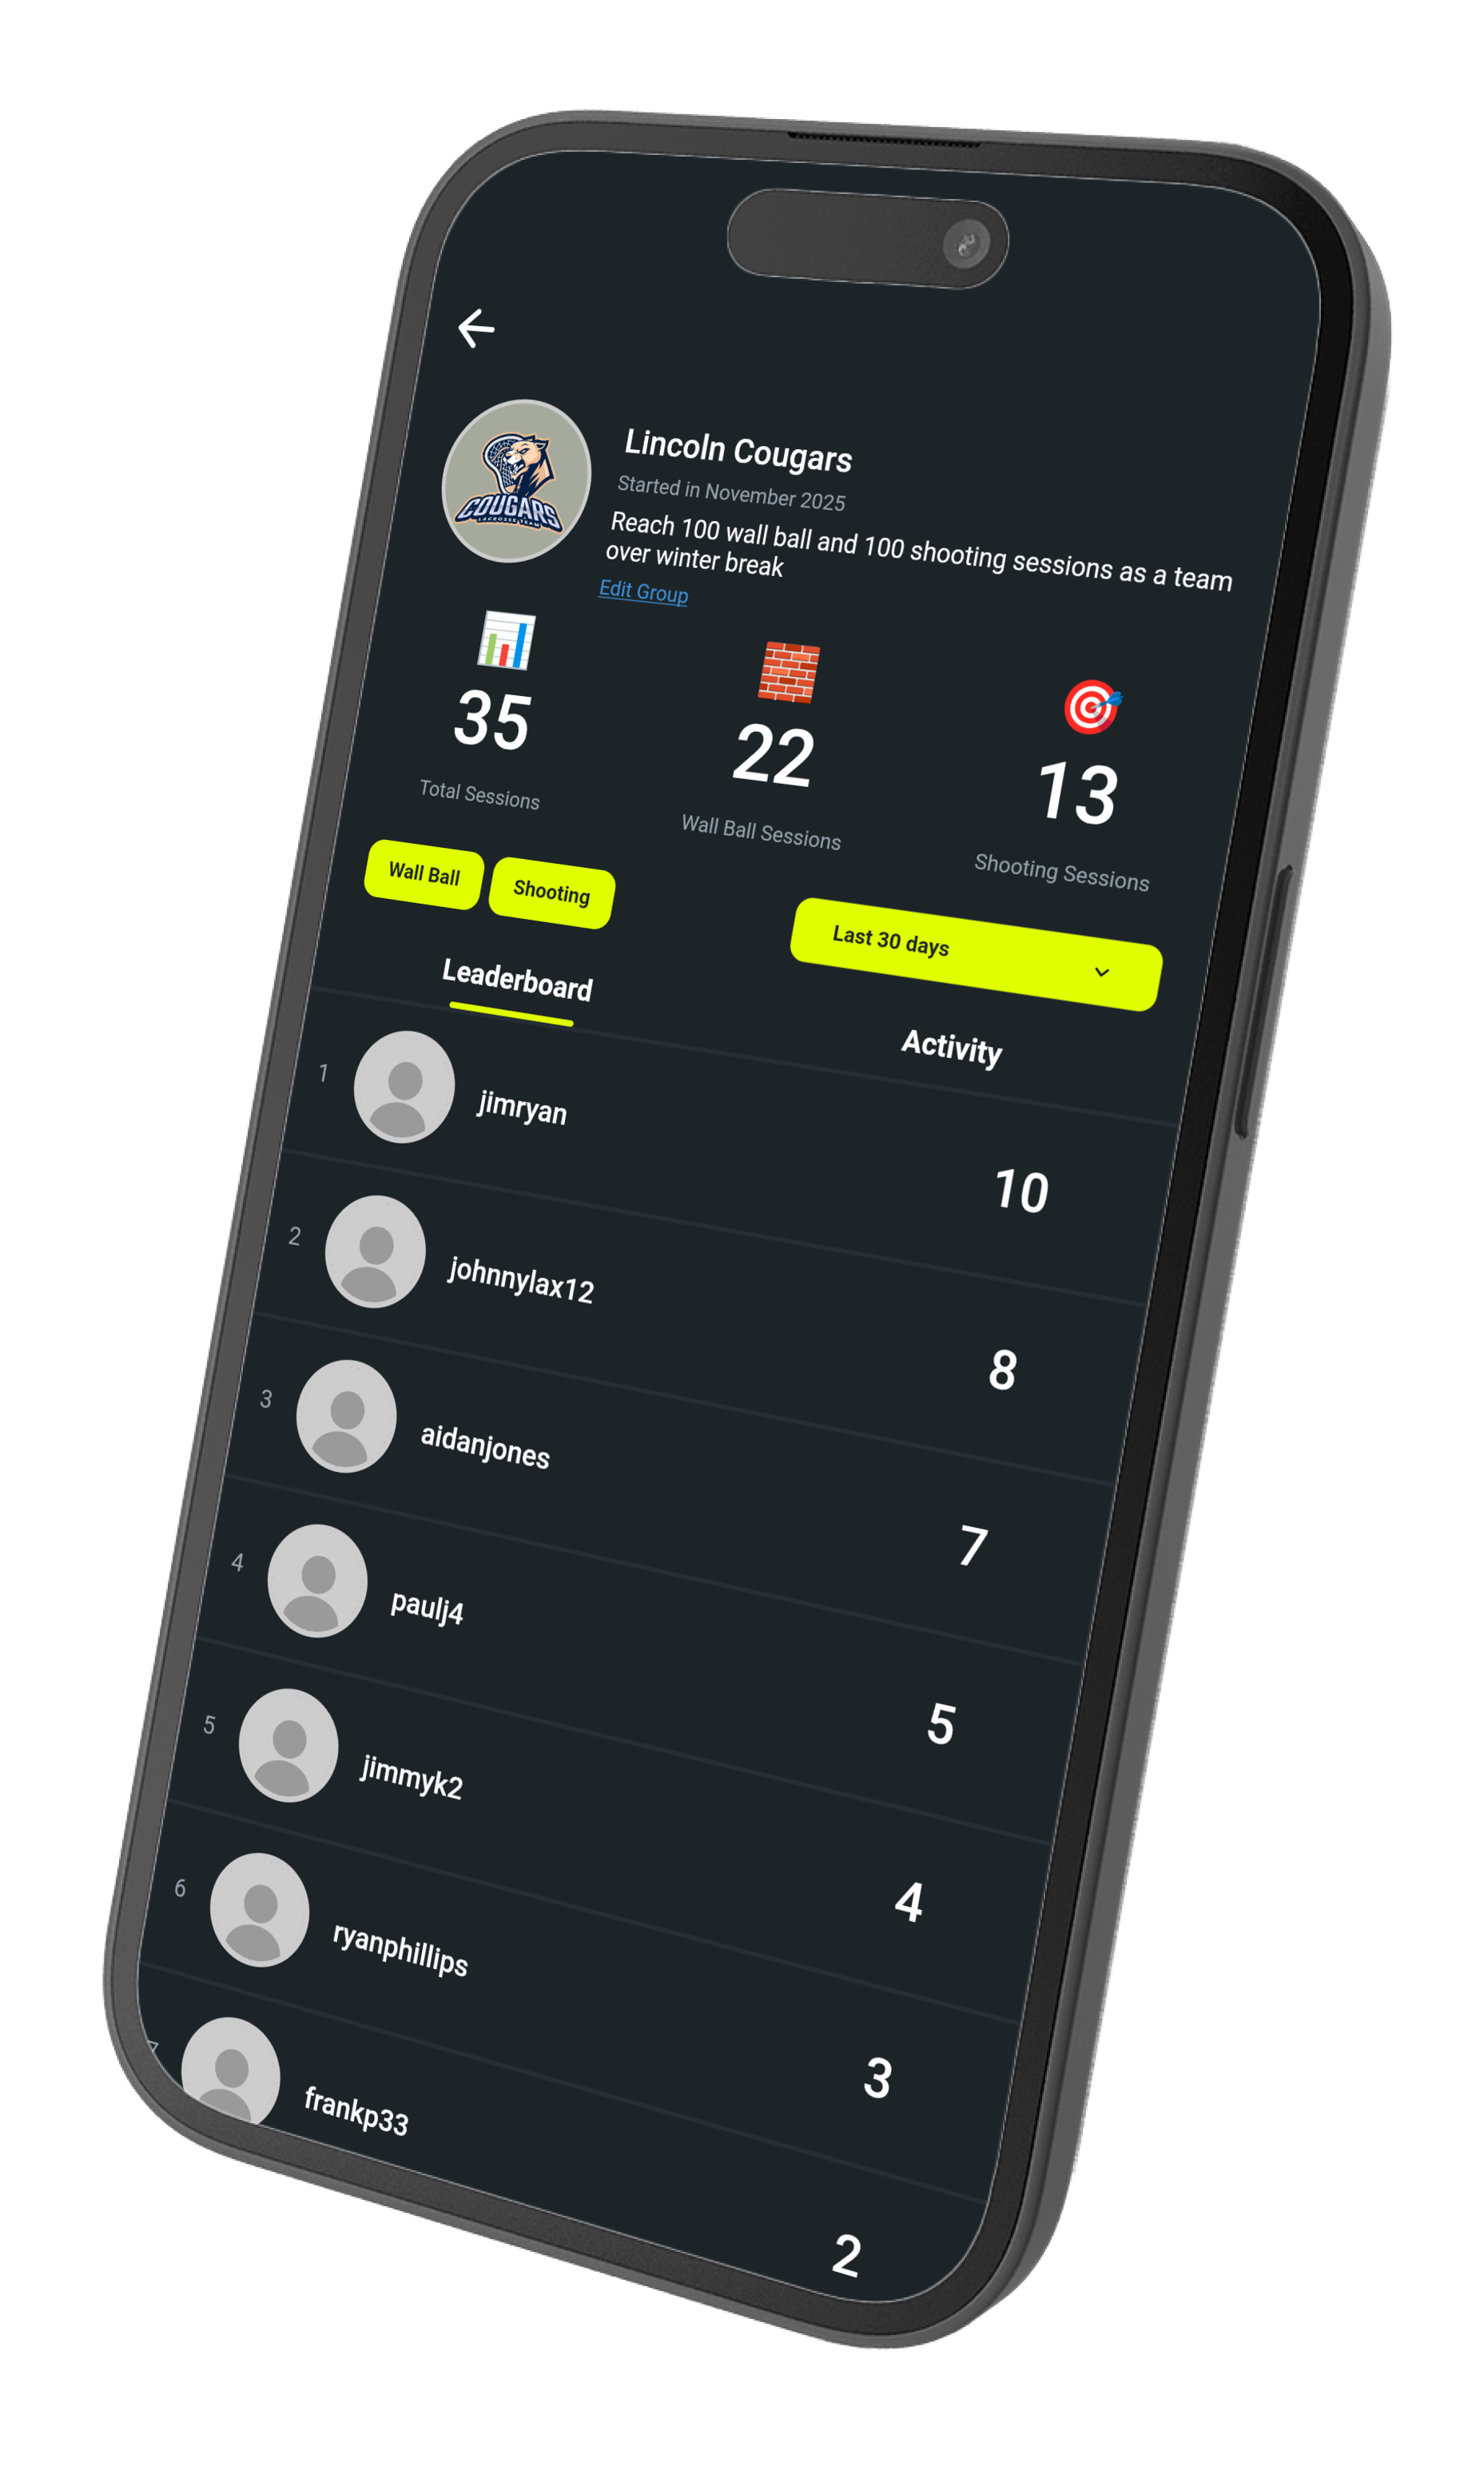 COUGARS
LACROSSE TEAM
Lincoln Cougars
Started in November 2025
Reach 100 wall ball and 100 shooting sessions as a team
over winter break
Edit Group
35
22
13
Total Sessions
Wall Ball Sessions
Shooting Sessions
Wall Ball
Shooting
Last 30 days
Leaderboard
Activity
1 jimryan 10
2 johnnylax12 8
3 aidanjones 7
4 paulj4 5
5 jimmyk2 4
6 ryanphillips 3
7 frankp33 2